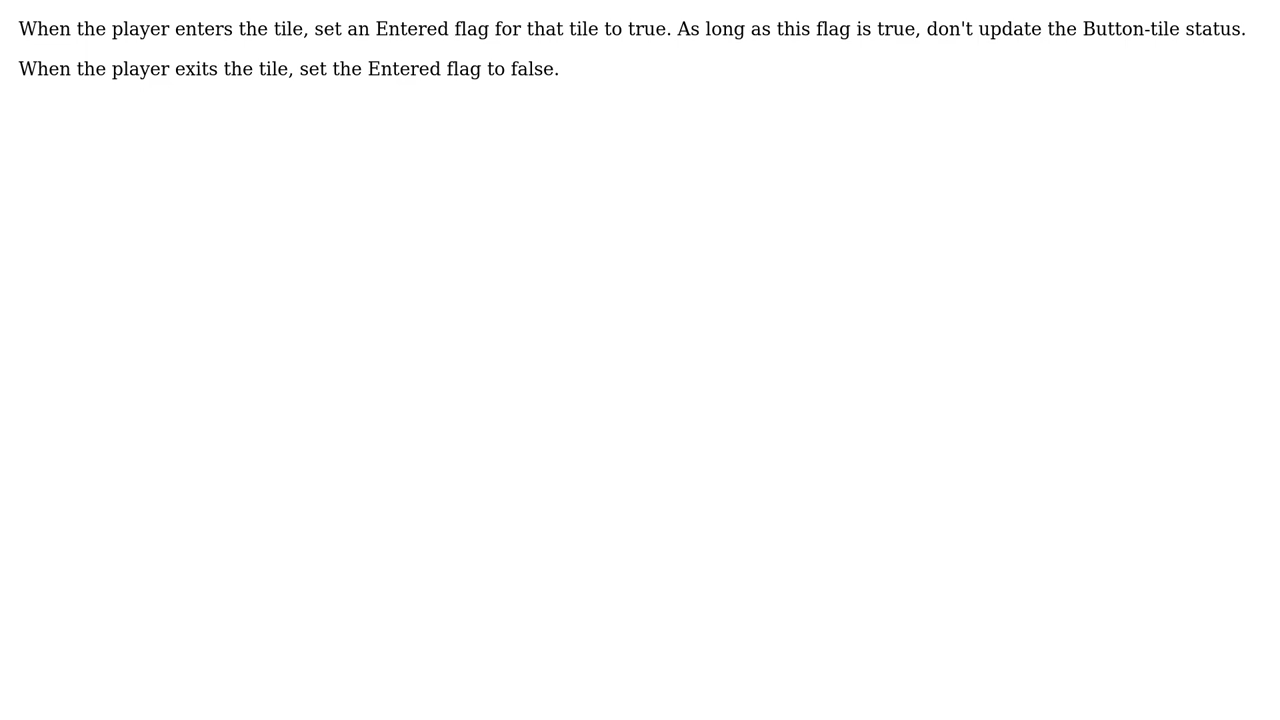 When the player enters the tile, set an Entered flag for that tile to true. As long as this flag is true, don't update the Button-tile status.
When the player exits the tile, set the Entered flag to false.